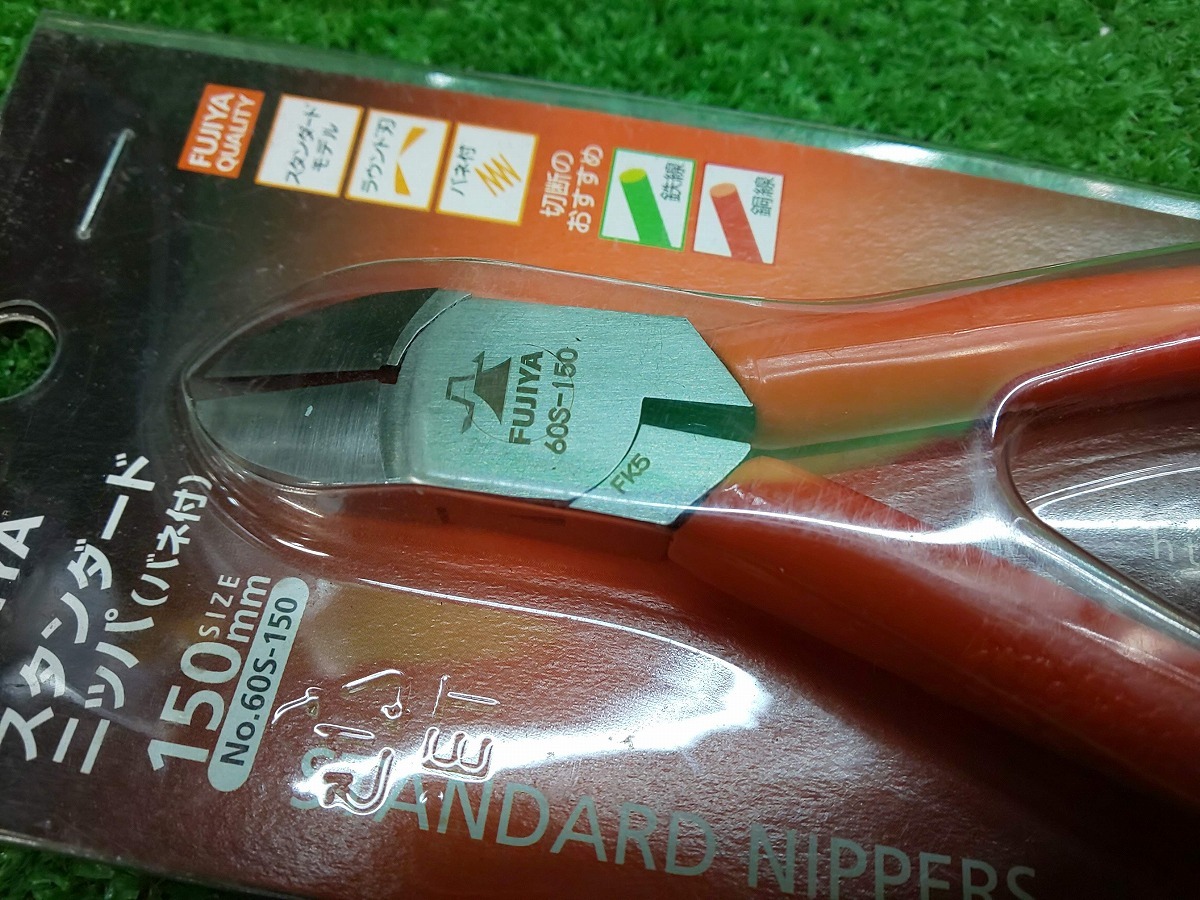 FUJIYA
QUALITY
スタンダード
モデル
ラウンド刃
バネ付
切断の
おすすめ
鉄線
銅線
FUJIYA
60S-150
FK5
スタンダード
ニッパ(バネ付)
150SIZE mm
No.60S-150
STANDARD NIPPERS